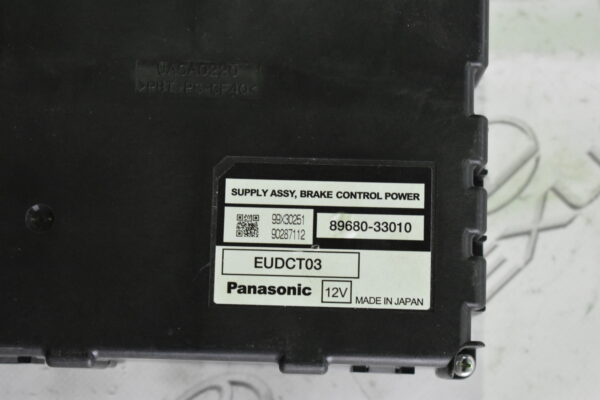 SUPPLY ASSY, BRAKE CONTROL POWER
99X30251
90287112
89680-33010
EUDCT03
Panasonic 12V MADE IN JAPAN